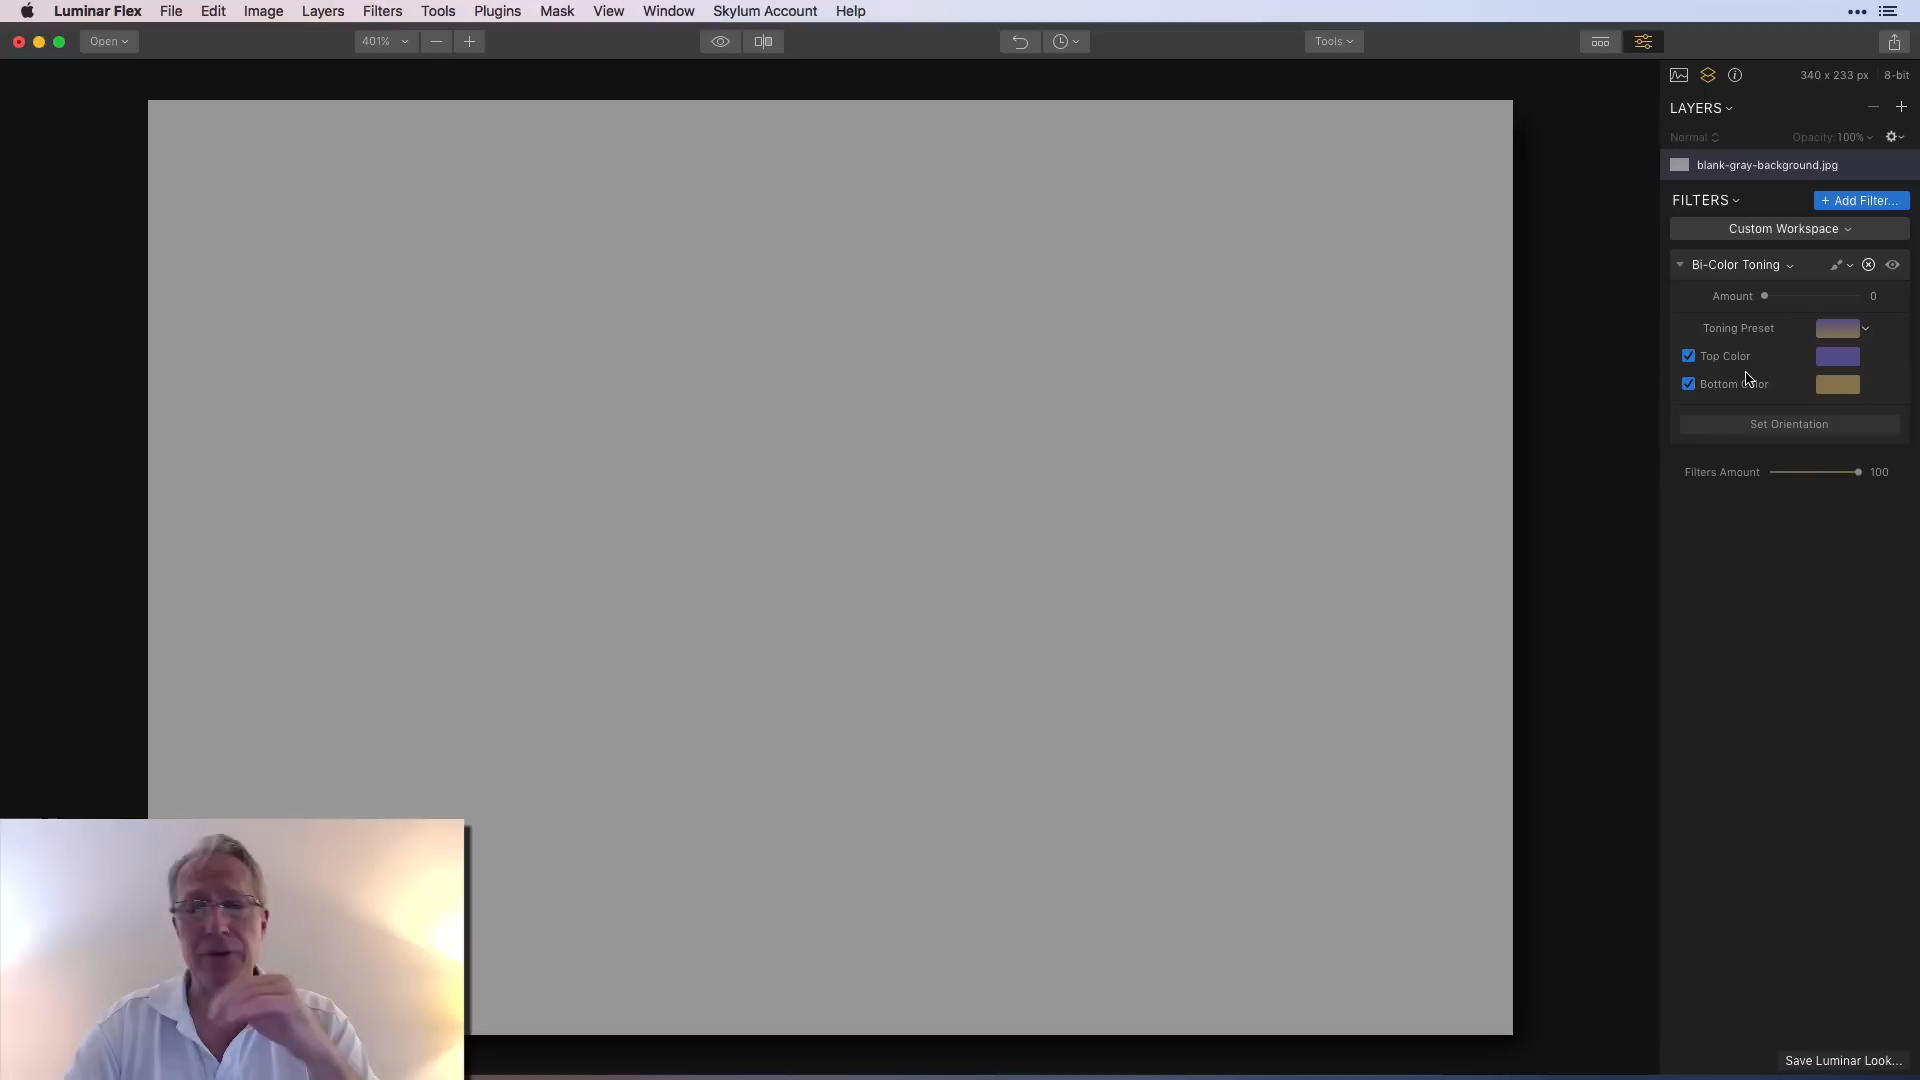 Luminar Flex File Edit Image Layers Filters Tools Plugins Mask View Window Skylum Account Help
Open 401% Tools
340 x 233 px 8-bit
LAYERS
Normal Opacity: 100%
blank-gray-background.jpg
FILTERS + Add Filter...
Custom Workspace
Bi-Color Toning
Amount 0
Toning Preset
Top Color
Bottom Color
Set Orientation
Filters Amount 100
Save Luminar Look...